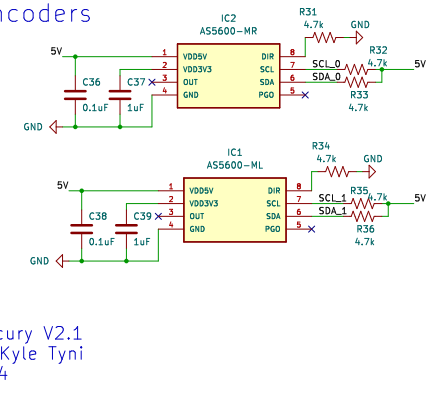 ncoders
IC2
AS5600-MR
R31
4.7k
GND
5V
1 VDD5V DIR 8
2 VDD3V3 SCL 7
3 OUT SDA 6
4 GND PGO 5
SCL_0
SDA_0
R32
4.7k
5V
R33
4.7k
C36
0.1uF
C37
1uF
GND
IC1
AS5600-ML
R34
4.7k
GND
5V
1 VDD5V DIR 8
2 VDD3V3 SCL 7
3 OUT SDA 6
4 GND PGO 5
SCL_1
SDA_1
R35
4.7k
5V
R36
4.7k
C38
0.1uF
C39
1uF
GND
cury V2.1
Kyle Tyni
4